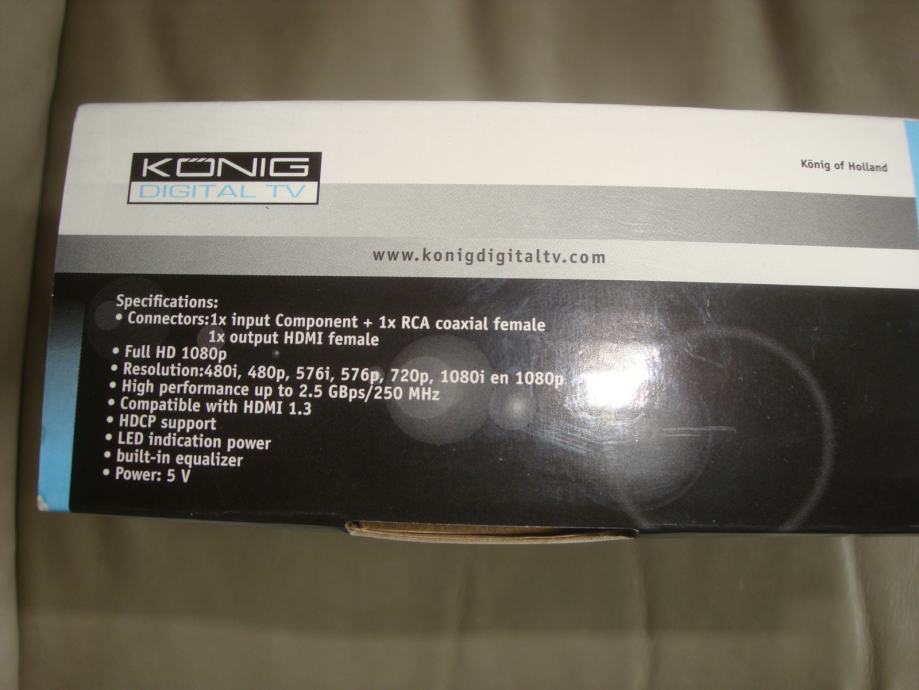 KÖNIG
DIGITAL TV
König of Holland
www.konigdigitaltv.com
Specifications:
• Connectors:1x input Component + 1x RCA coaxial female
1x output HDMI female
• Full HD 1080p
• Resolution:480i, 480p, 576i, 576p, 720p, 1080i en 1080p
• High performance up to 2.5 GBps/250 MHz
• Compatible with HDMI 1.3
• HDCP support
• LED indication power
• built-in equalizer
• Power: 5 V